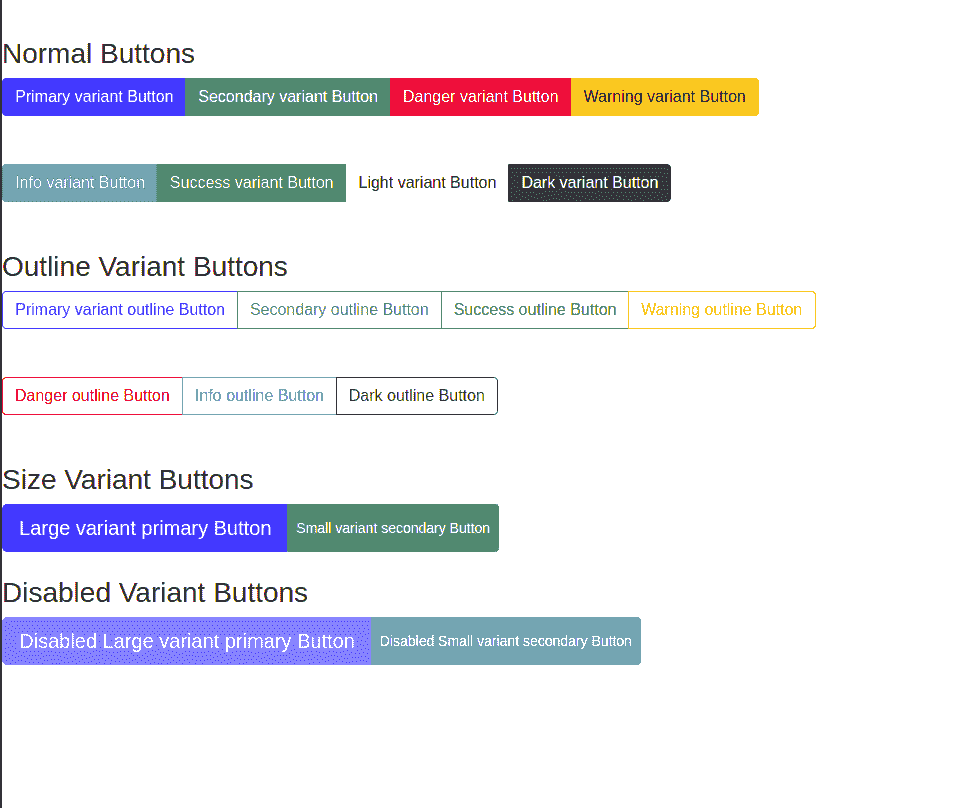 Normal Buttons
Primary variant Button Secondary variant Button Danger variant Button Warning variant Button
Info variant Button Success variant Button Light variant Button Dark variant Button
Outline Variant Buttons
Primary variant outline Button Secondary outline Button Success outline Button Warning outline Button
Danger outline Button Info outline Button Dark outline Button
Size Variant Buttons
Large variant primary Button Small variant secondary Button
Disabled Variant Buttons
Disabled Large variant primary Button Disabled Small variant secondary Button